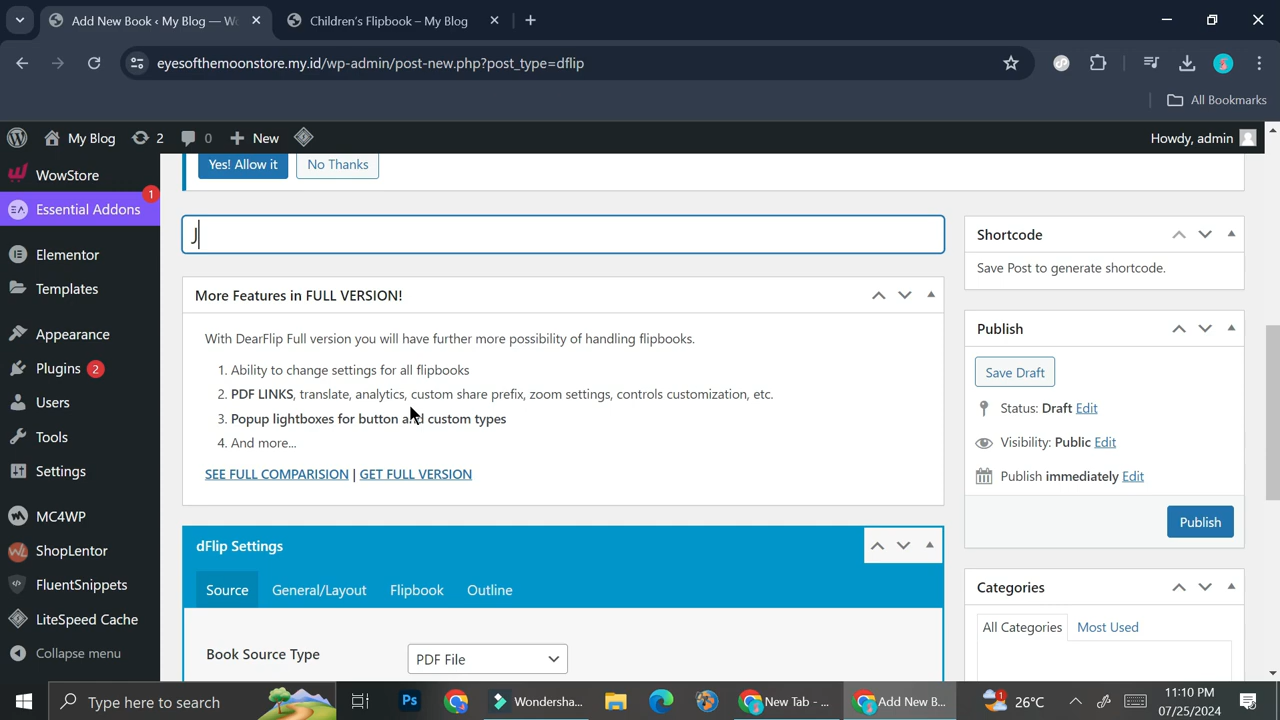 Add New Book ‹ My Blog — Wo
Children's Flipbook – My Blog
eyesofthemoonstore.my.id/wp-admin/post-new.php?post_type=dflip
All Bookmarks
My Blog
2
0
New
Howdy, admin
WowStore
1
Essential Addons
Elementor
Templates
Appearance
Plugins 2
Users
Tools
Settings
MC4WP
ShopLentor
FluentSnippets
LiteSpeed Cache
Collapse menu
Yes! Allow it
No Thanks
J
More Features in FULL VERSION!
With DearFlip Full version you will have further more possibility of handling flipbooks.
1. Ability to change settings for all flipbooks
2. PDF LINKS, translate, analytics, custom share prefix, zoom settings, controls customization, etc.
3. Popup lightboxes for button and custom types
4. And more...
SEE FULL COMPARISION | GET FULL VERSION
dFlip Settings
Source
General/Layout
Flipbook
Outline
Book Source Type
PDF File
Shortcode
Save Post to generate shortcode.
Publish
Save Draft
Status: Draft Edit
Visibility: Public Edit
Publish immediately Edit
Publish
Categories
All Categories
Most Used
Type here to search
Ps
Wondersha...
New Tab - ...
Add New B...
1
26°C
11:10 PM
07/25/2024